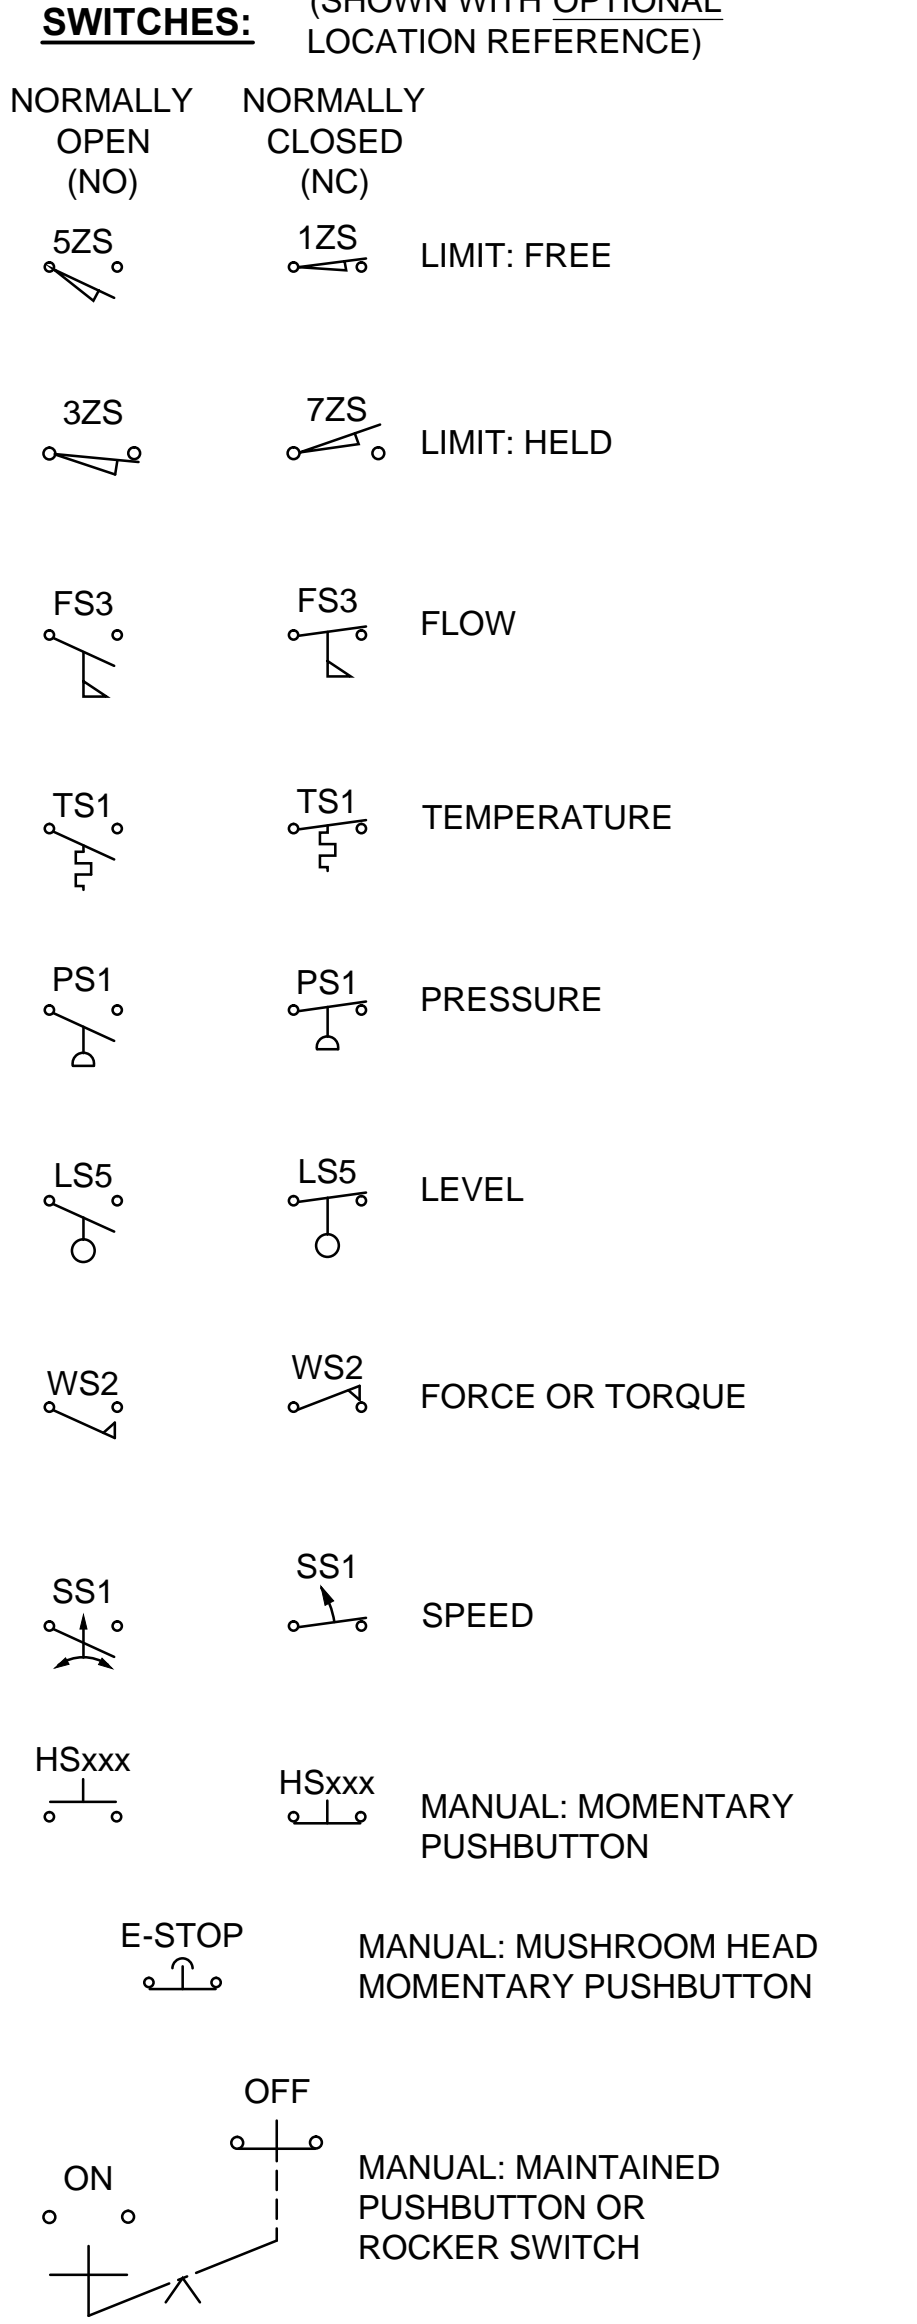 (SHOWN WITH OPTIONAL
SWITCHES:
LOCATION REFERENCE)
NORMALLY NORMALLY
OPEN CLOSED
(NO) (NC)
5ZS 1ZS LIMIT: FREE
3ZS 7ZS LIMIT: HELD
FS3 FS3 FLOW
TS1 TS1 TEMPERATURE
PS1 PS1 PRESSURE
LS5 LS5 LEVEL
WS2 WS2 FORCE OR TORQUE
SS1 SS1 SPEED
HSxxx HSxxx MANUAL: MOMENTARY
PUSHBUTTON
E-STOP MANUAL: MUSHROOM HEAD
MOMENTARY PUSHBUTTON
OFF
ON MANUAL: MAINTAINED
PUSHBUTTON OR
ROCKER SWITCH